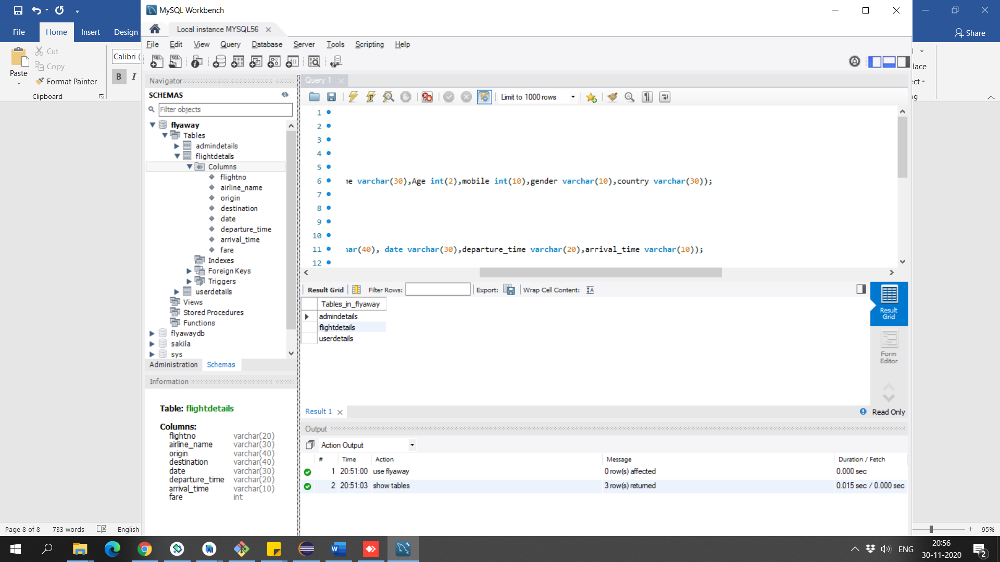 MySQL Workbench
File
Home
Insert
Design
Share
Local instance MYSQL56
File Edit View Query Database Server Tools Scripting Help
Cut
Copy
Format Painter
Paste
Clipboard
Calibri (
B I
lace
ect
ng
Navigator
SCHEMAS
Filter objects
flyaway
Tables
admindetails
flightdetails
Columns
flightno
airline_name
origin
destination
date
departure_time
arrival_time
fare
Indexes
Foreign Keys
Triggers
userdetails
Views
Stored Procedures
Functions
flyawaydb
sakila
sys
Administration Schemas
Information
Table: flightdetails
Columns:
flightno varchar(20)
airline_name varchar(30)
origin varchar(40)
destination varchar(40)
date varchar(30)
departure_time varchar(20)
arrival_time varchar(10)
fare int
Query 1
Limit to 1000 rows
1
2
3
4
5
6 me varchar(30),Age int(2),mobile int(10),gender varchar(10),country varchar(30));
7
8
9
10
11 har(40), date varchar(30),departure_time varchar(20),arrival_time varchar(10));
12
Result Grid Filter Rows: Export: Wrap Cell Content:
Tables_in_flyaway
admindetails
flightdetails
userdetails
Result
Grid
Form
Editor
Result 1
Read Only
Output
Action Output
# Time Action Message Duration / Fetch
1 20:51:00 use flyaway 0 row(s) affected 0.000 sec
2 20:51:03 show tables 3 row(s) returned 0.015 sec / 0.000 sec
Page 8 of 8 733 words English
95%
ENG
20:56
30-11-2020
2